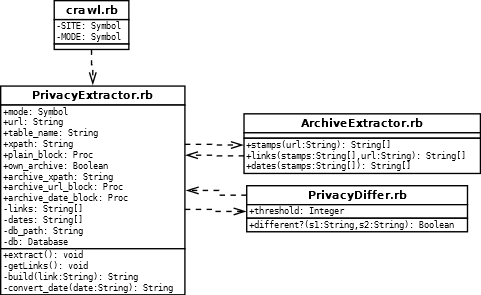 crawl.rb
-SITE: Symbol
-MODE: Symbol
PrivacyExtractor.rb
+mode: Symbol
+url: String
+table_name: String
+xpath: String
+plain_block: Proc
+own_archive: Boolean
+archive_xpath: String
+archive_url_block: Proc
+archive_date_block: Proc
-links: String[]
-dates: String[]
-db_path: String
-db: Database
+extract(): void
-getLinks(): void
-build(link:String): String
-convert_date(date:String): String
ArchiveExtractor.rb
+stamps(url:String): String[]
+links(stamps:String[],url:String): String[]
+dates(stamps:String[]): String[]
PrivacyDiffer.rb
+threshold: Integer
+different?(s1:String,s2:String): Boolean